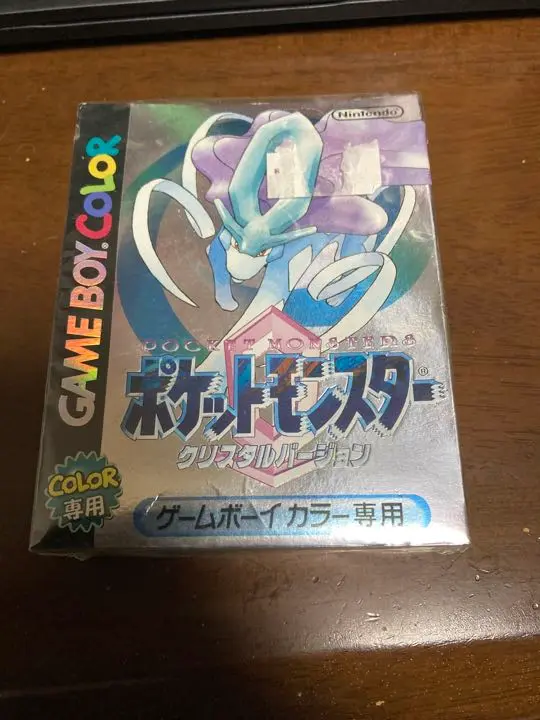 Nintendo
GAME BOY COLOR
POCKET MONSTERS
ポケットモンスター®
クリスタルバージョン
COLOR
専用
ゲームボーイ カラー専用